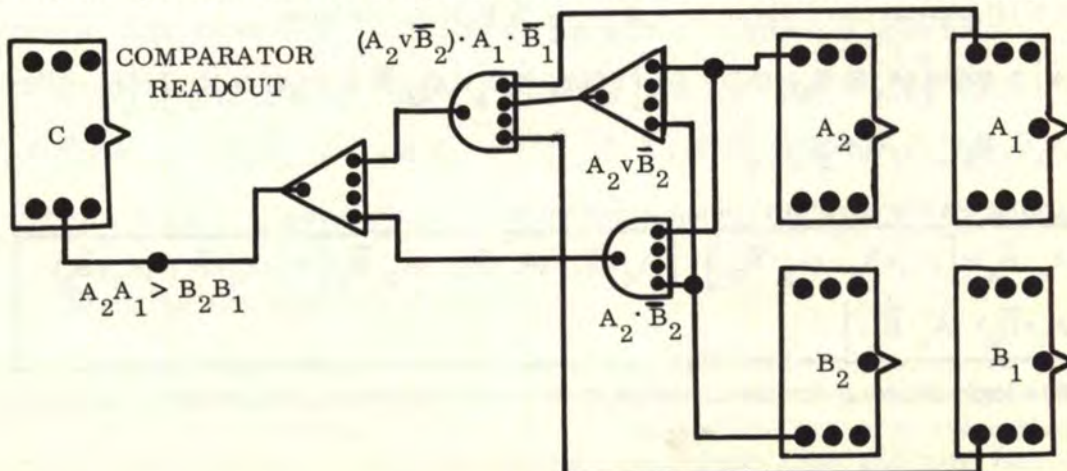 COMPARATOR
READOUT
(A₂vB̅₂)·A₁·B̅₁
C
A₂
A₁
A₂vB̅₂
A₂A₁ > B₂B₁
A₂·B̅₂
B₂
B₁